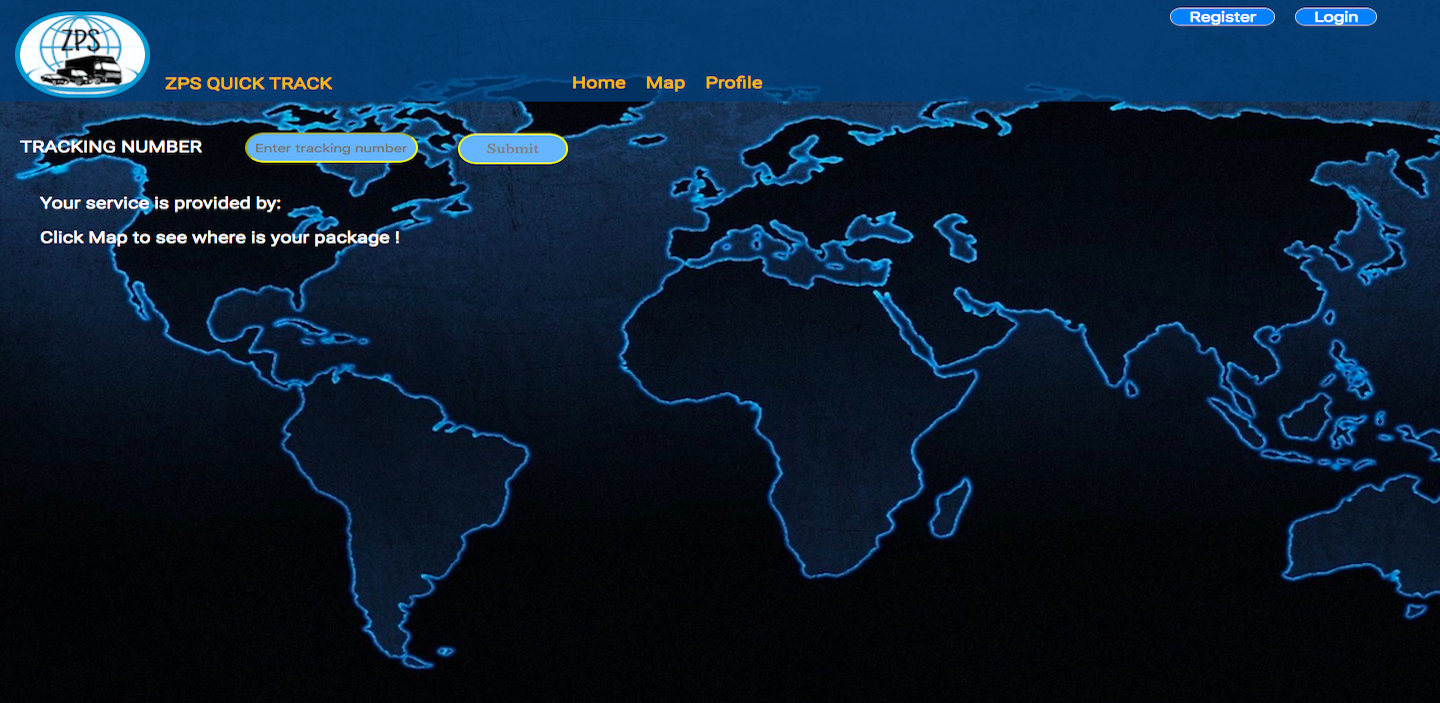 Register Login
ZPS
ZPS QUICK TRACK
Home Map Profile
TRACKING NUMBER Enter tracking number Submit
Your service is provided by:
Click Map to see where is your package !